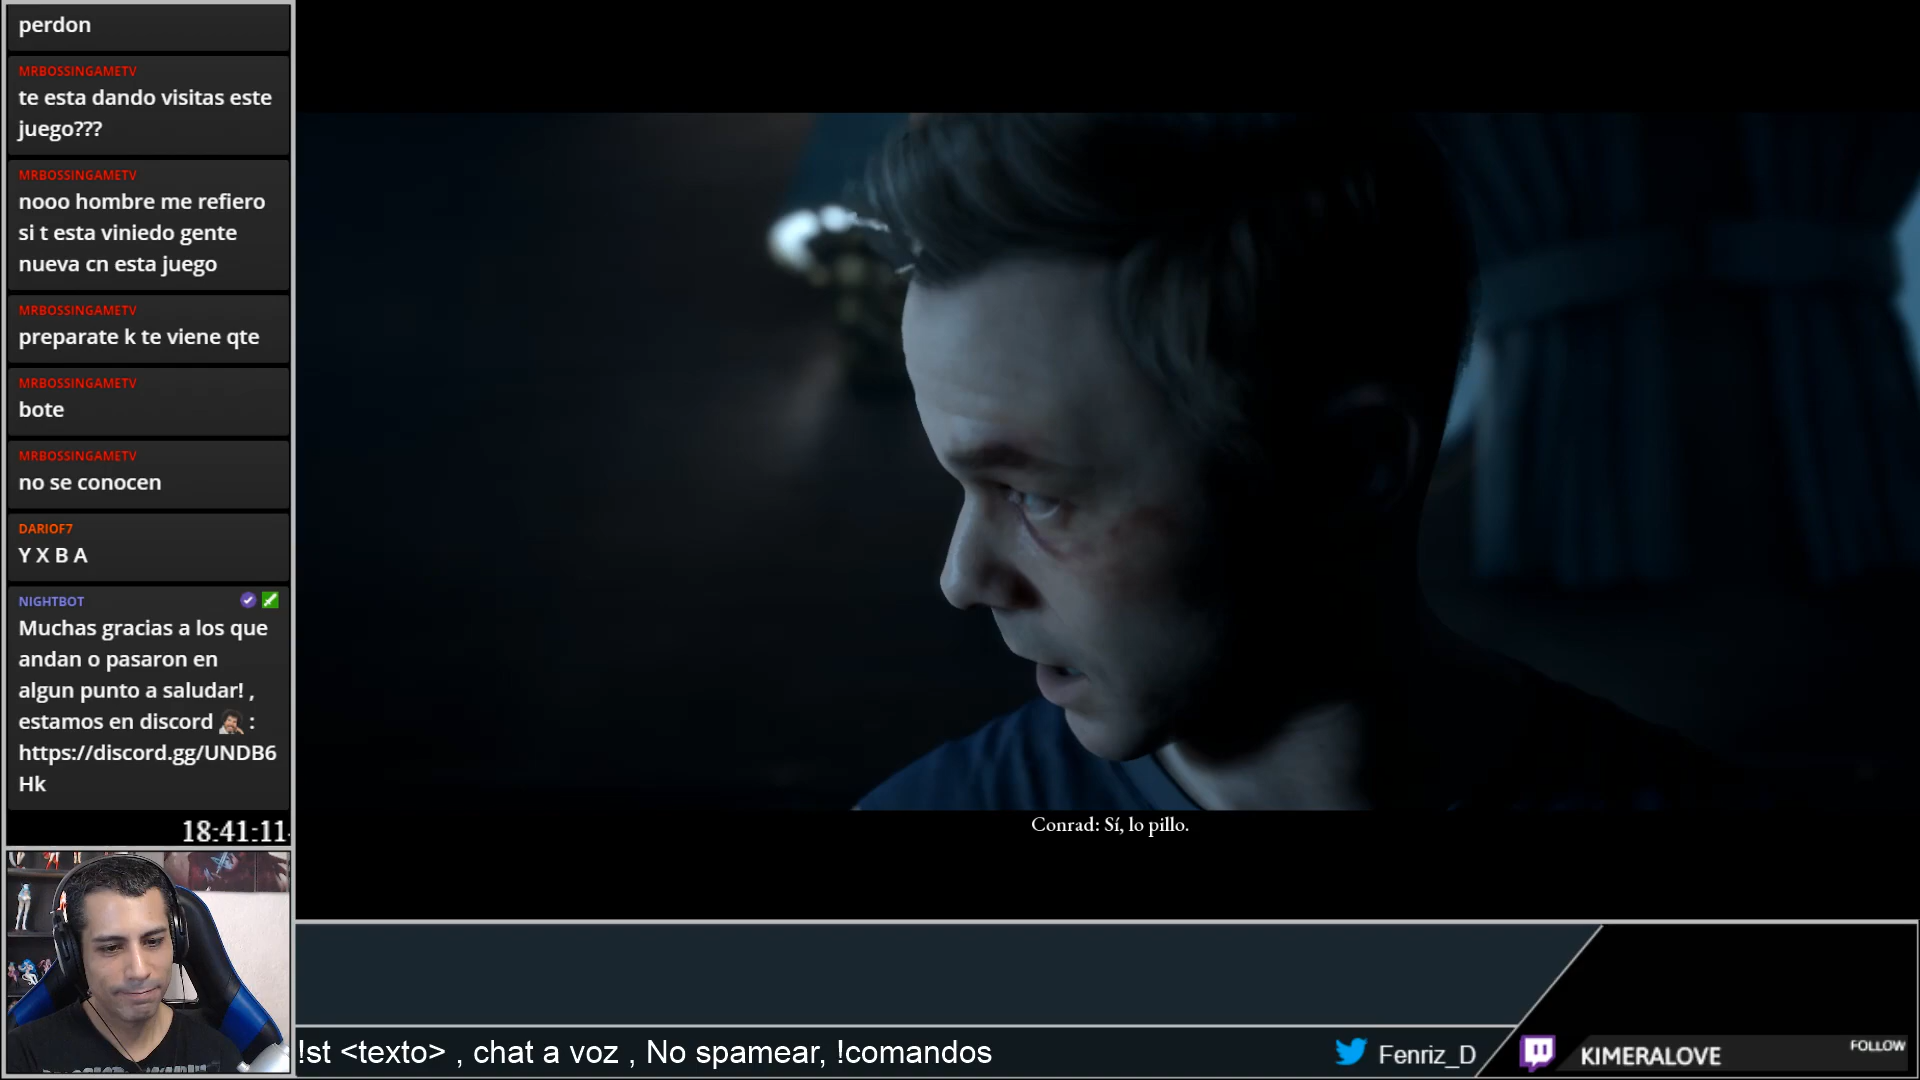 perdon
MRBOSSINGAMETV
te esta dando visitas este
juego???
MRBOSSINGAMETV
nooo hombre me refiero
si t esta viniedo gente
nueva cn esta juego
MRBOSSINGAMETV
preparate k te viene qte
MRBOSSINGAMETV
bote
MRBOSSINGAMETV
no se conocen
DARIOF7
Y X B A
NIGHTBOT
Muchas gracias a los que
andan o pasaron en
algun punto a saludar! ,
estamos en discord :
https://discord.gg/UNDB6
Hk
18:41:11
Conrad: Sí, lo pillo.
!st <texto> , chat a voz , No spamear, !comandos
Fenriz_D
KIMERALOVE
FOLLOW